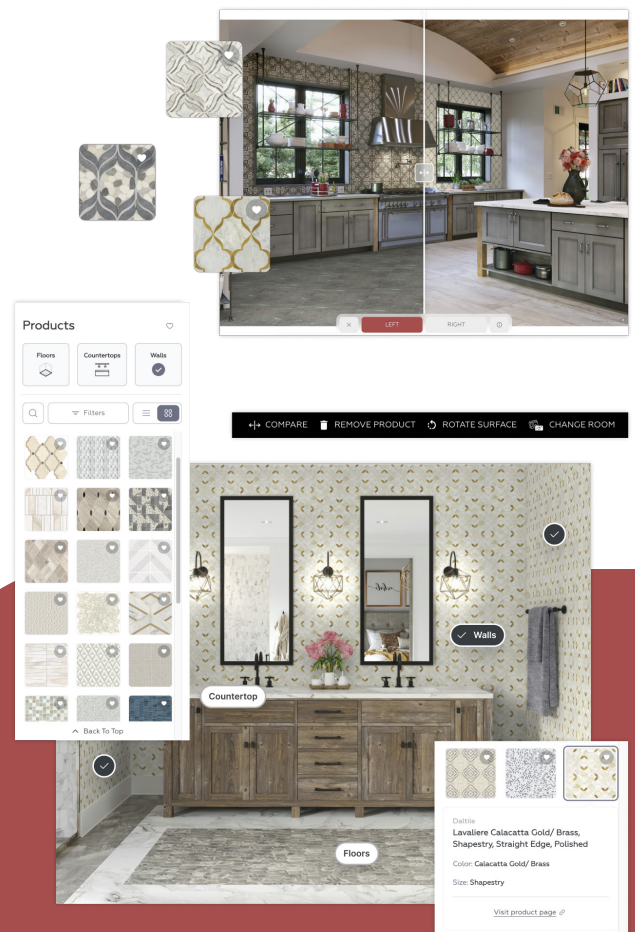 LEFT
RIGHT
Products
Floors
Countertops
Walls
Filters
COMPARE
REMOVE PRODUCT
ROTATE SURFACE
CHANGE ROOM
Walls
Countertop
Back To Top
Floors
Daltile
Lavaliere Calacatta Gold/ Brass,
Shapestry, Straight Edge, Polished
Color: Calacatta Gold/ Brass
Size: Shapestry
Visit product page